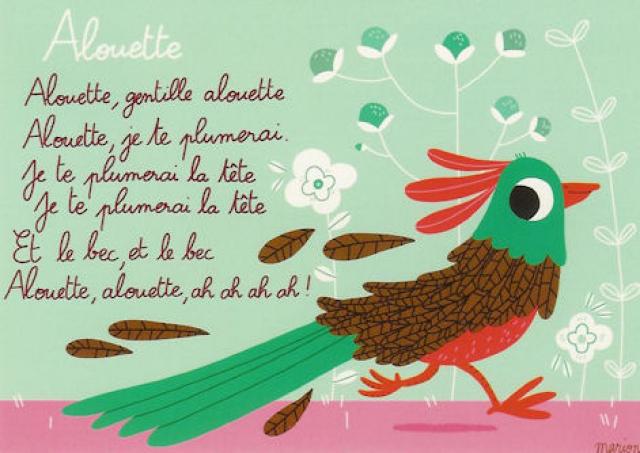 Alouette
Alouette, gentille alouette
Alouette, je te plumerai.
Je te plumerai la tête
Je te plumerai la tête
Et le bec, et le bec
Alouette, alouette, ah ah ah ah !
marion